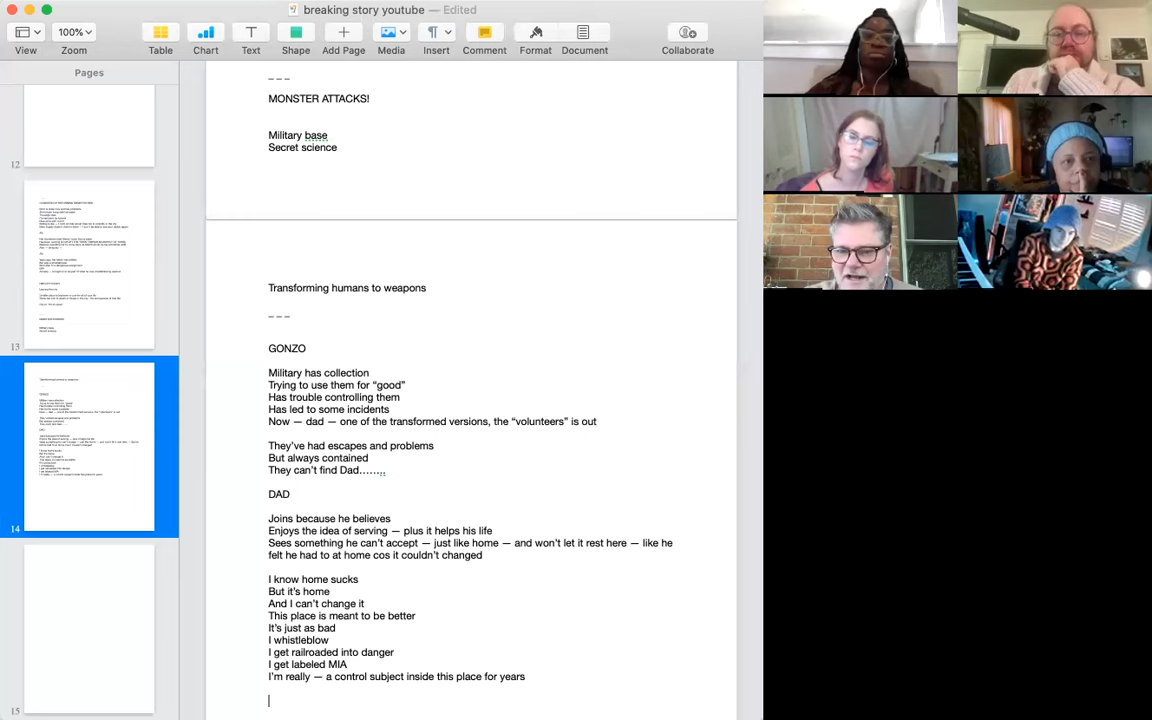 breaking story youtube — Edited
100%
View
Zoom
Table
Chart
Text
Shape
Add Page
Media
Insert
Comment
Format
Document
Collaborate
Pages
12
13
14
15
– – –
MONSTER ATTACKS!
Military base
Secret science
Transforming humans to weapons
– – –
GONZO
Military has collection
Trying to use them for “good”
Has trouble controlling them
Has led to some incidents
Now — dad — one of the transformed versions, the “volunteers” is out
They’ve had escapes and problems
But always contained
They can’t find Dad……..
DAD
Joins because he believes
Enjoys the idea of serving — plus it helps his life
Sees something he can’t accept — just like home — and won’t let it rest here — like he
felt he had to at home cos it couldn’t changed
I know home sucks
But it’s home
And I can’t change it
This place is meant to be better
It’s just as bad
I whistleblow
I get railroaded into danger
I get labeled MIA
I’m really — a control subject inside this place for years